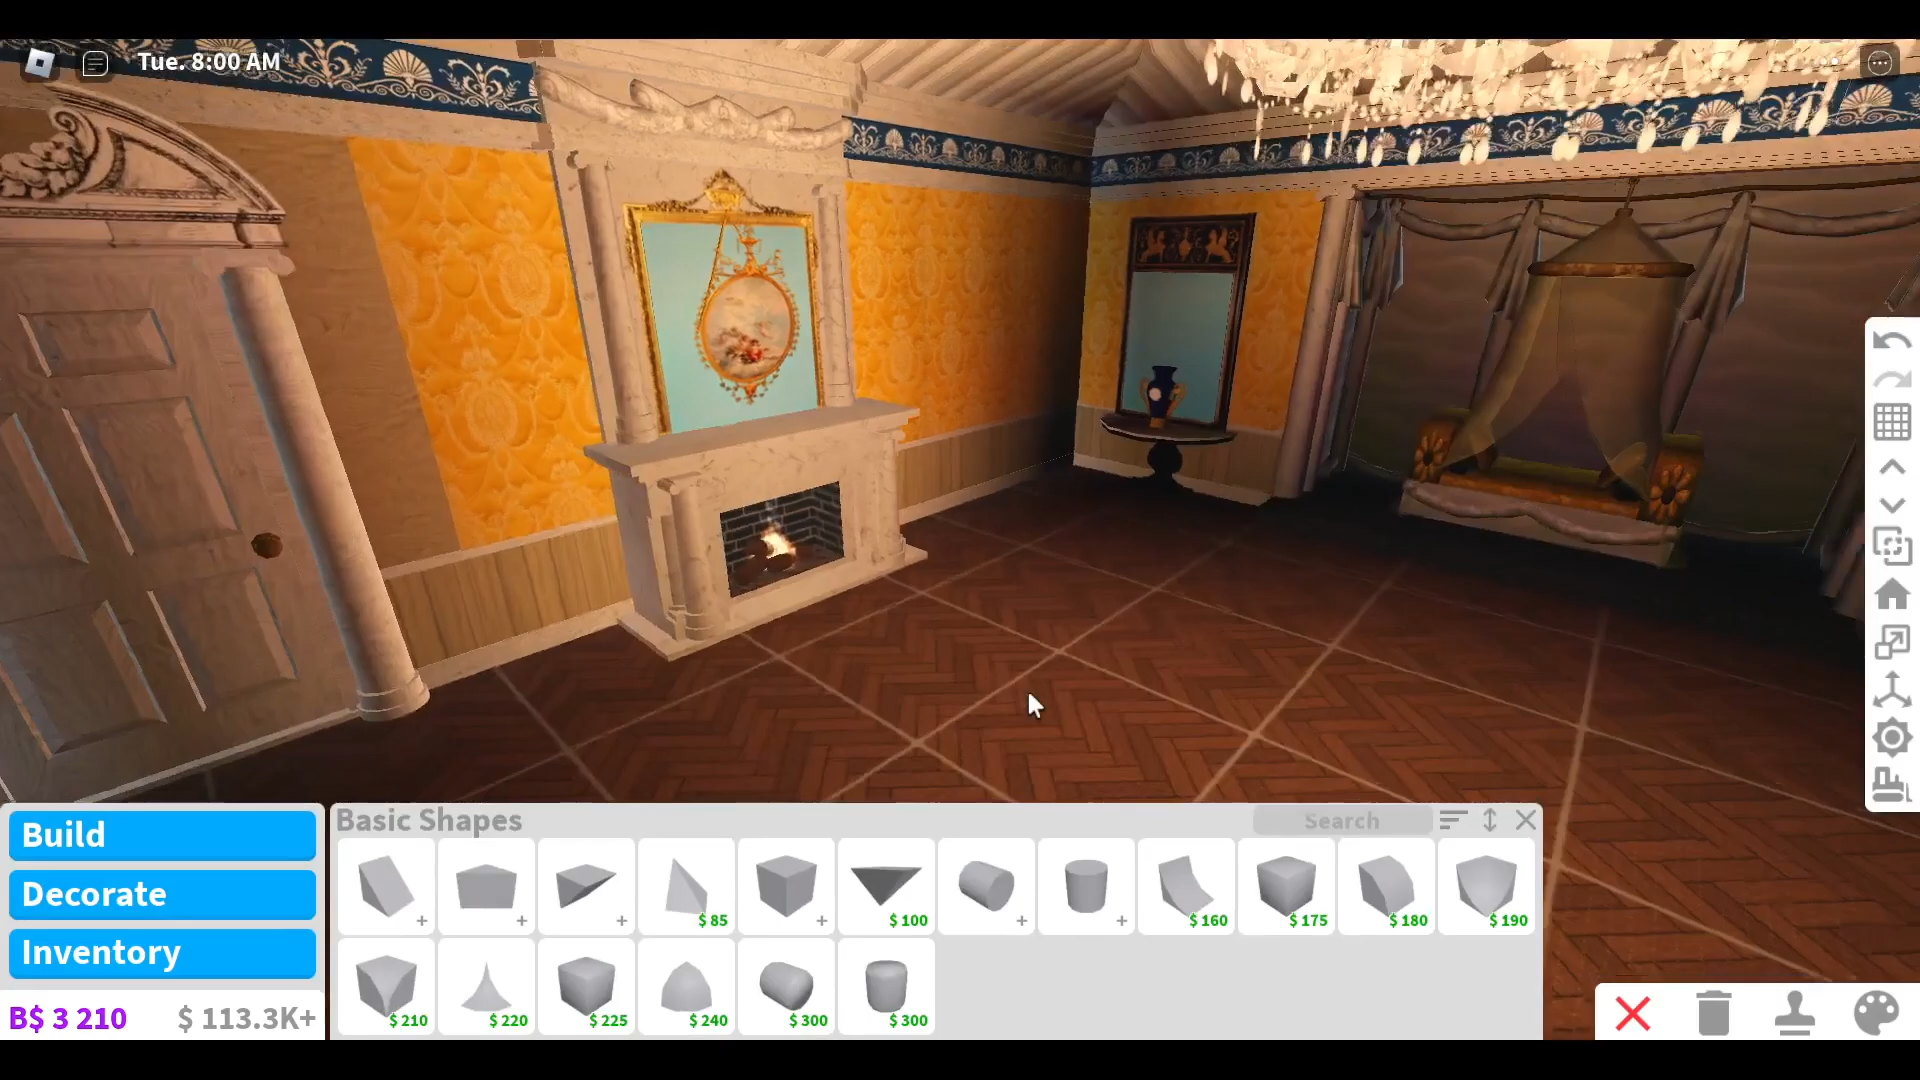 Tue. 8:00 AM
Build
Decorate
Inventory
B$ 3 210
$ 113.3K+
Basic Shapes
Search
+
+
+
$ 85
+
$ 100
+
+
$ 160
$ 175
$ 180
$ 190
$ 210
$ 220
$ 225
$ 240
$ 300
$ 300